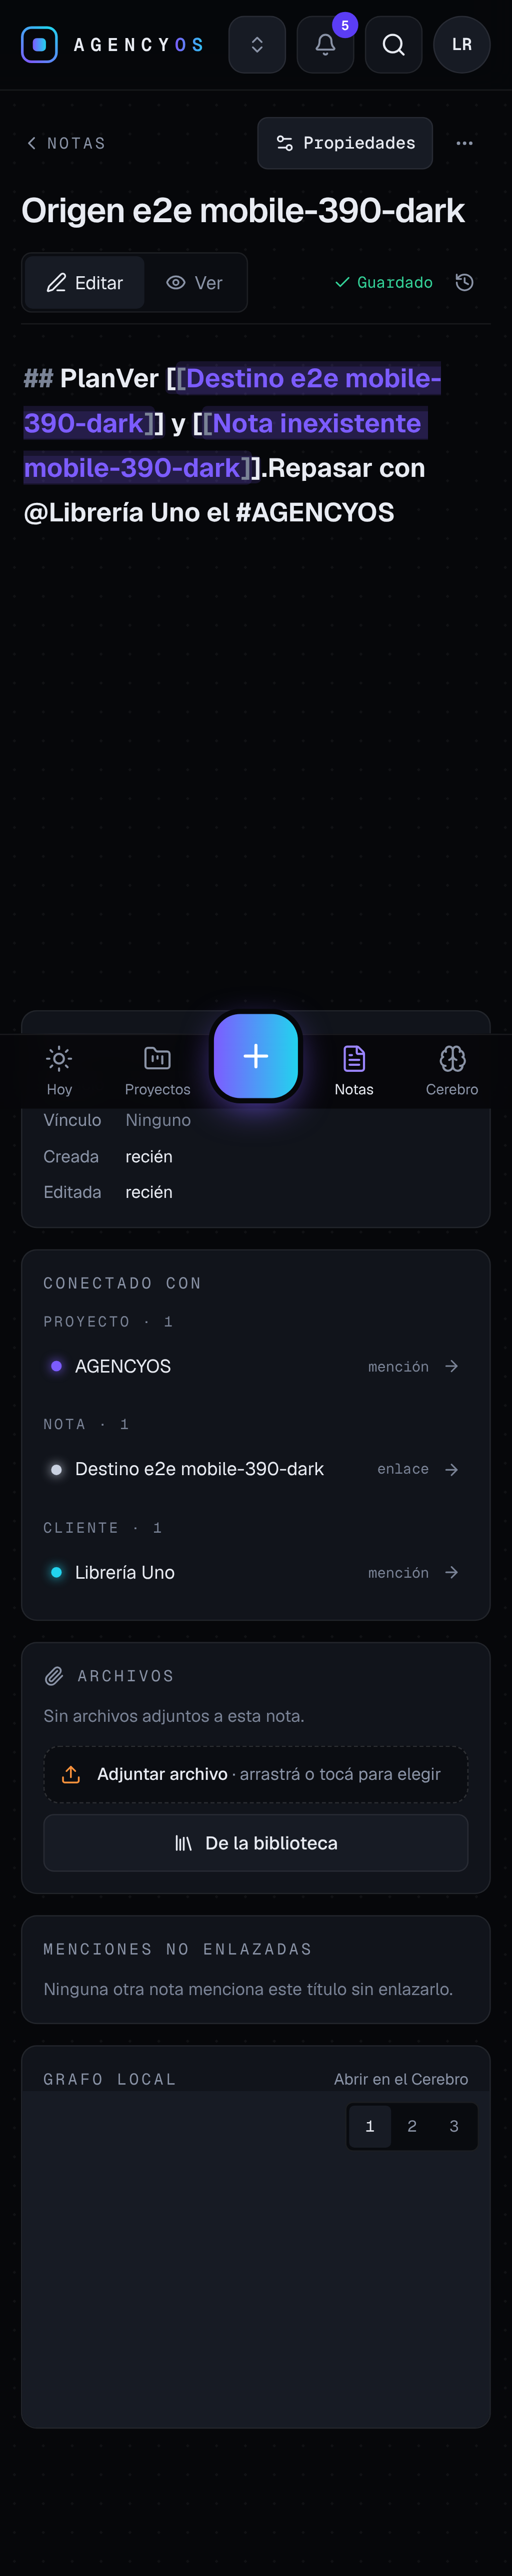 AGENCYOS
5
LR
NOTAS
Propiedades
Origen e2e mobile-390-dark
Editar
Ver
Guardado
## PlanVer [[Destino e2e mobile-
390-dark]] y [[Nota inexistente
mobile-390-dark]].Repasar con
@Librería Uno el #AGENCYOS
Hoy
Proyectos
Notas
Cerebro
Vínculo Ninguno
Creada recién
Editada recién
CONECTADO CON
PROYECTO · 1
AGENCYOS mención
NOTA · 1
Destino e2e mobile-390-dark enlace
CLIENTE · 1
Librería Uno mención
ARCHIVOS
Sin archivos adjuntos a esta nota.
Adjuntar archivo · arrastrá o tocá para elegir
De la biblioteca
MENCIONES NO ENLAZADAS
Ninguna otra nota menciona este título sin enlazarlo.
GRAFO LOCAL Abrir en el Cerebro
1 2 3